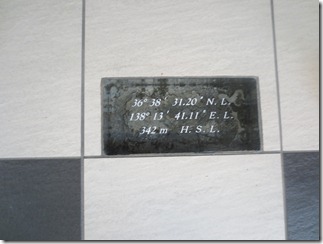 36° 38′ 31.20″ N. L.
138° 13′ 41.11″ E. L.
342 m H. S. L.